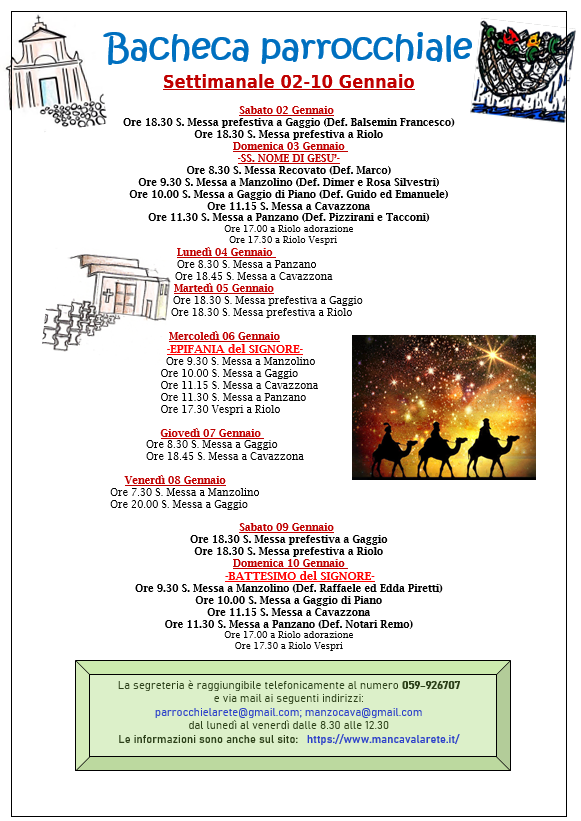 Bacheca parrocchiale
Settimanale 02-10 Gennaio
Sabato 02 Gennaio
Ore 18.30 S. Messa prefestiva a Gaggio (Def. Balsemin Francesco)
Ore 18.30 S. Messa prefestiva a Riolo
Domenica 03 Gennaio
-SS. NOME DI GESU'-
Ore 8.30 S. Messa Recovato (Def. Marco)
Ore 9.30 S. Messa a Manzolino (Def. Dimer e Rosa Silvestri)
Ore 10.00 S. Messa a Gaggio di Piano (Def. Guido ed Emanuele)
Ore 11.15 S. Messa a Cavazzona
Ore 11.30 S. Messa a Panzano (Def. Pizzirani e Tacconi)
Ore 17.00 a Riolo adorazione
Ore 17.30 a Riolo Vespri
Lunedì 04 Gennaio
Ore 8.30 S. Messa a Panzano
Ore 18.45 S. Messa a Cavazzona
Martedì 05 Gennaio
Ore 18.30 S. Messa prefestiva a Gaggio
Ore 18.30 S. Messa prefestiva a Riolo
Mercoledì 06 Gennaio
-EPIFANIA del SIGNORE-
Ore 9.30 S. Messa a Manzolino
Ore 10.00 S. Messa a Gaggio
Ore 11.15 S. Messa a Cavazzona
Ore 11.30 S. Messa a Panzano
Ore 17.30 Vespri a Riolo
Giovedì 07 Gennaio
Ore 8.30 S. Messa a Gaggio
Ore 18.45 S. Messa a Cavazzona
Venerdì 08 Gennaio
Ore 7.30 S. Messa a Manzolino
Ore 20.00 S. Messa a Gaggio
Sabato 09 Gennaio
Ore 18.30 S. Messa prefestiva a Gaggio
Ore 18.30 S. Messa prefestiva a Riolo
Domenica 10 Gennaio
-BATTESIMO del SIGNORE-
Ore 9.30 S. Messa a Manzolino (Def. Raffaele ed Edda Piretti)
Ore 10.00 S. Messa a Gaggio di Piano
Ore 11.15 S. Messa a Cavazzona
Ore 11.30 S. Messa a Panzano (Def. Notari Remo)
Ore 17.00 a Riolo adorazione
Ore 17.30 a Riolo Vespri
La segreteria è raggiungibile telefonicamente al numero 059-926707
e via mail ai seguenti indirizzi:
parrocchielarete@gmail.com; manzocava@gmail.com
dal lunedì al venerdì dalle 8.30 alle 12.30
Le informazioni sono anche sul sito: https://www.mancavalarete.it/